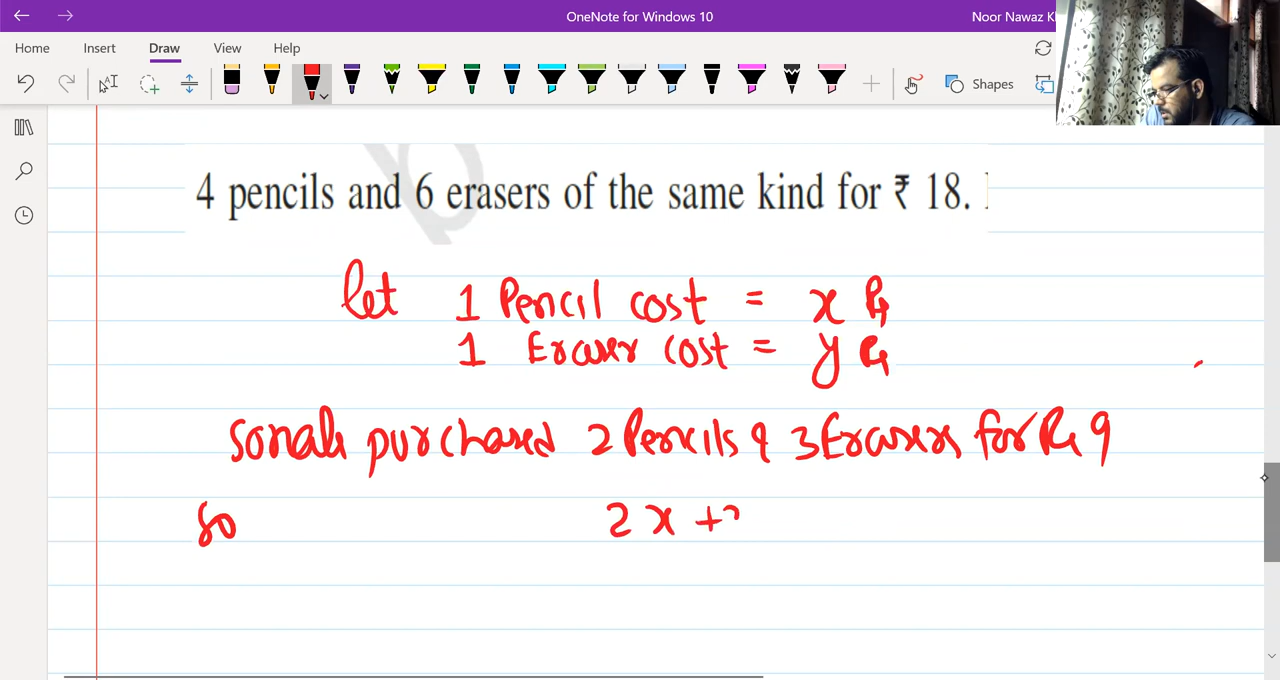 OneNote for Windows 10
Noor Nawaz Kh
Home Insert Draw View Help
Shapes
4 pencils and 6 erasers of the same kind for ₹ 18.
let 1 Pencil cost = x Rs
1 Eraser cost = y Rs
Sonali purchased 2 Pencils & 3 Erasers for Rs 9
So 2x +